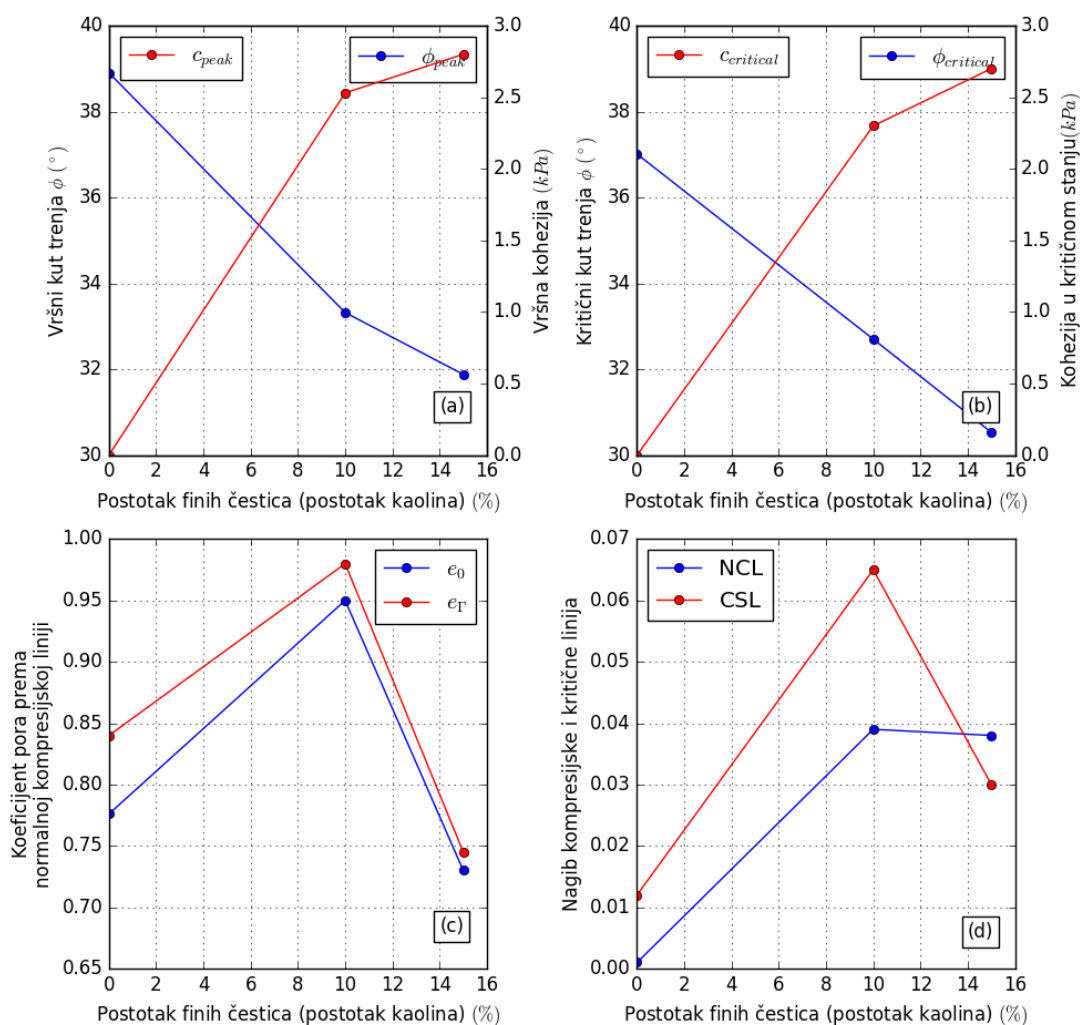 40
38
36
34
32
30
Vršni kut trenja ϕ (°)
c_peak
ϕ_peak
(a)
3.0
2.5
2.0
1.5
1.0
0.5
0.0
Vršna kohezija (kPa)
0 2 4 6 8 10 12 14 16
Postotak finih čestica (postotak kaolina) (%)
40
38
36
34
32
30
Kritični kut trenja ϕ (°)
c_critical
ϕ_critical
(b)
3.0
2.5
2.0
1.5
1.0
0.5
0.0
Kohezija u kritičnom stanju(kPa)
0 2 4 6 8 10 12 14 16
Postotak finih čestica (postotak kaolina) (%)
1.00
0.95
0.90
0.85
0.80
0.75
0.70
0.65
Koeficijent pora prema
normalnoj kompresijskoj liniji
e_0
e_Γ
(c)
0 2 4 6 8 10 12 14 16
Postotak finih čestica (postotak kaolina) (%)
0.07
0.06
0.05
0.04
0.03
0.02
0.01
0.00
Nagib kompresijske i kritične linija
NCL
CSL
(d)
0 2 4 6 8 10 12 14 16
Postotak finih čestica (postotak kaolina) (%)